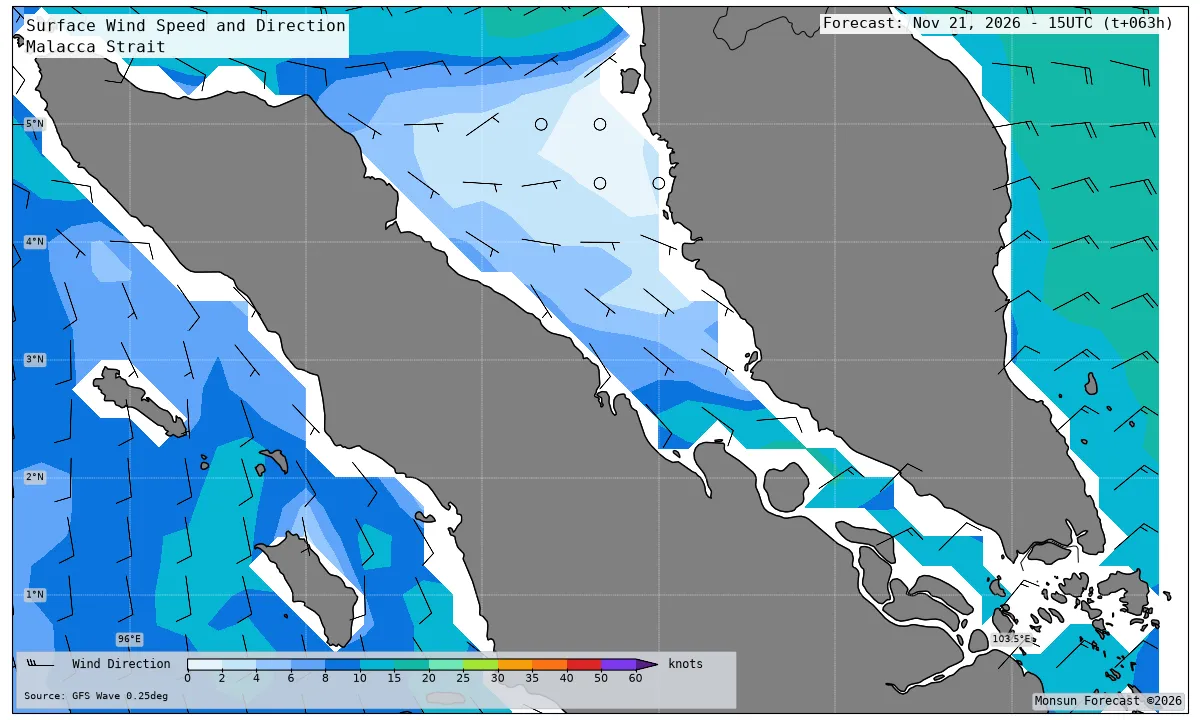 Surface Wind Speed and Direction
Malacca Strait
Forecast: Nov 21, 2026 - 15UTC (t+063h)
5°N
4°N
3°N
2°N
1°N
96°E
103.5°E
Wind Direction
0 2 4 6 8 10 15 20 25 30 35 40 50 60
knots
Source: GFS Wave 0.25deg
Monsun Forecast ©2026